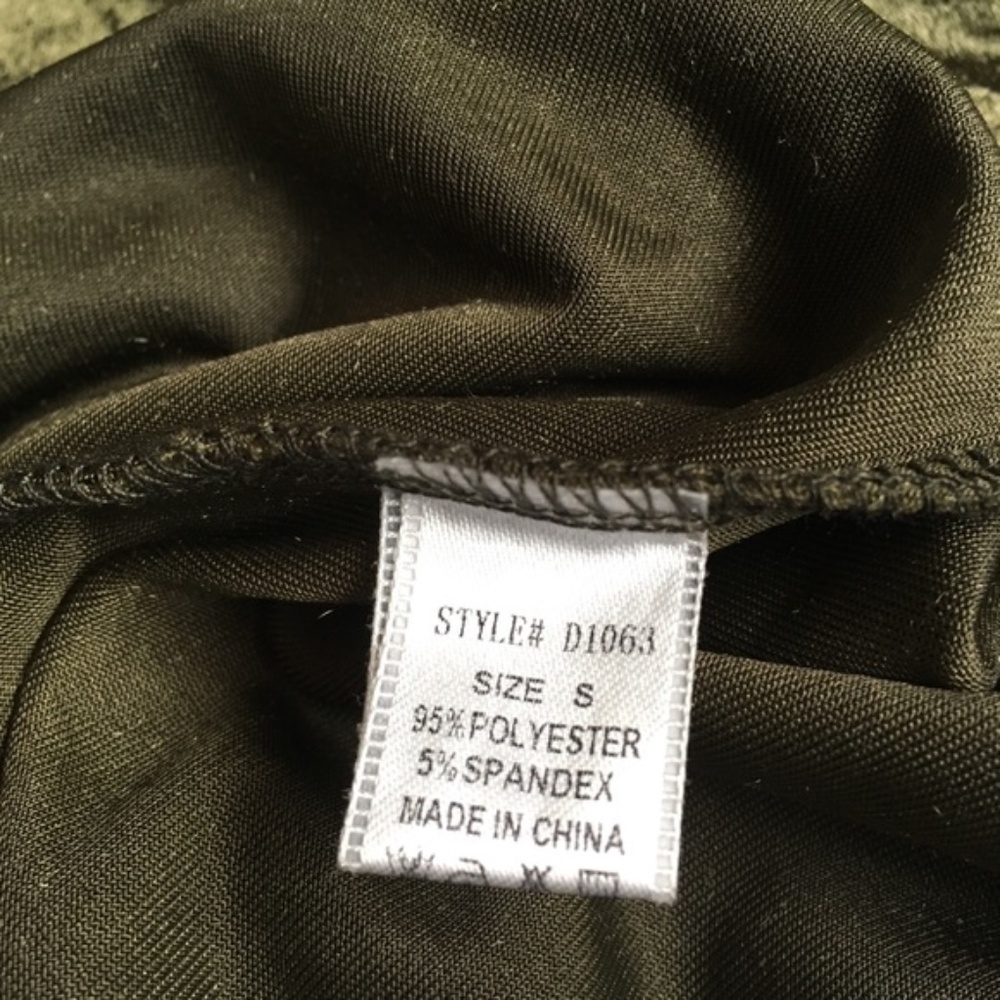 STYLE# D1063
SIZE S
95%POLYESTER
5%SPANDEX
MADE IN CHINA